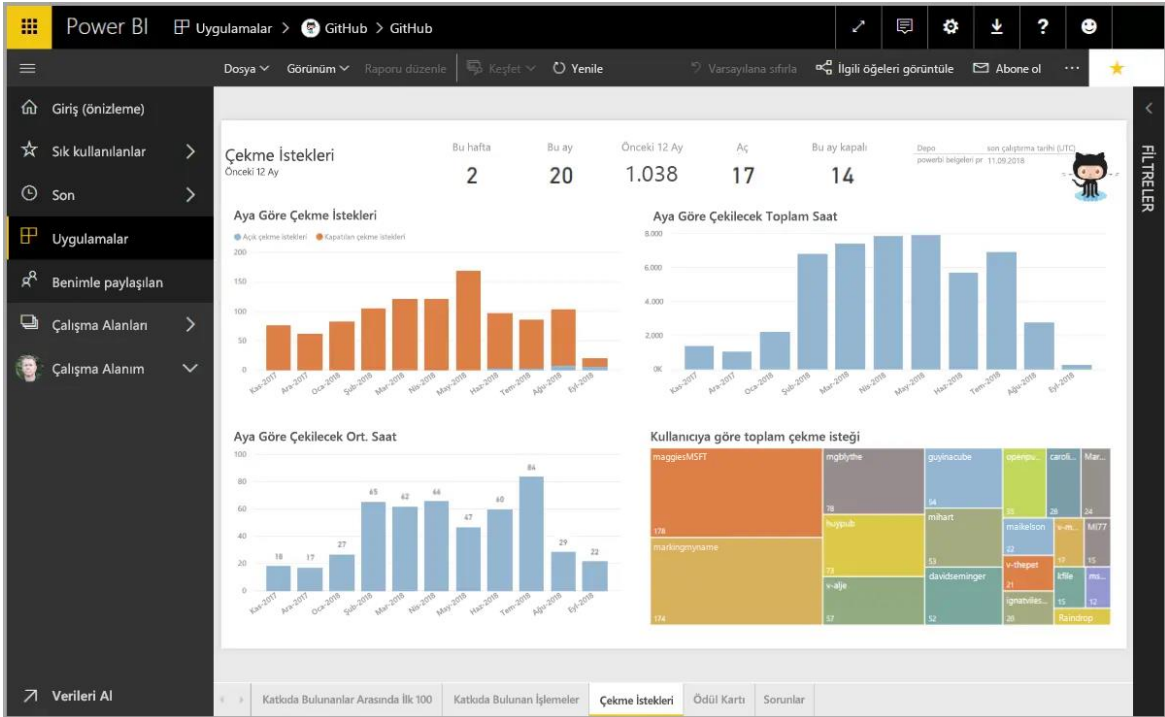 Power BI
Uygulamalar > GitHub > GitHub
Dosya Görünüm Raporu düzenle Keşfet Yenile Varsayılana sıfırla İlgili öğeleri görüntüle Abone ol ...
Giriş (önizleme)
Sık kullanılanlar
Son
Uygulamalar
Benimle paylaşılan
Çalışma Alanları
Çalışma Alanım
Verileri Al
FİLTRELER
Çekme İstekleri
Önceki 12 Ay
Bu hafta
2
Bu ay
20
Önceki 12 Ay
1.038
Aç
17
Bu ay kapalı
14
Depo son çalıştırma tarihi (UTC)
powerbi belgeleri pr 11.09.2018
Aya Göre Çekme İstekleri
Açık çekme istekleri Kapatılan çekme istekleri
200
150
100
50
0
Kas-2017 Ara-2017 Oca-2018 Şub-2018 Mar-2018 Nis-2018 May-2018 Haz-2018 Tem-2018 Ağu-2018 Eyl-2018
Aya Göre Çekilecek Toplam Saat
8.000
6.000
4.000
2.000
0K
Kas-2017 Ara-2017 Oca-2018 Şub-2018 Mar-2018 Nis-2018 May-2018 Haz-2018 Tem-2018 Ağu-2018 Eyl-2018
Aya Göre Çekilecek Ort. Saat
100
80
60
40
20
0
18 17 27 65 62 66 47 60 84 29 22
Kas-2017 Ara-2017 Oca-2018 Şub-2018 Mar-2018 Nis-2018 May-2018 Haz-2018 Tem-2018 Ağu-2018 Eyl-2018
Kullanıcıya göre toplam çekme isteği
maggiesMSFT
178
markingmyname
174
mgblythe
78
huypub
73
v-alje
57
guyinacube
54
mihart
53
davidseminger
52
openpu...
33
caroli...
28
Mar...
24
maikelson
22
v-thepet
21
ignatvilles...
20
v-m...
17
MI77
15
kfile
15
ms...
12
Raindrop
Katkıda Bulunanlar Arasında İlk 100
Katkıda Bulunan İşlemeler
Çekme İstekleri
Ödül Kartı
Sorunlar